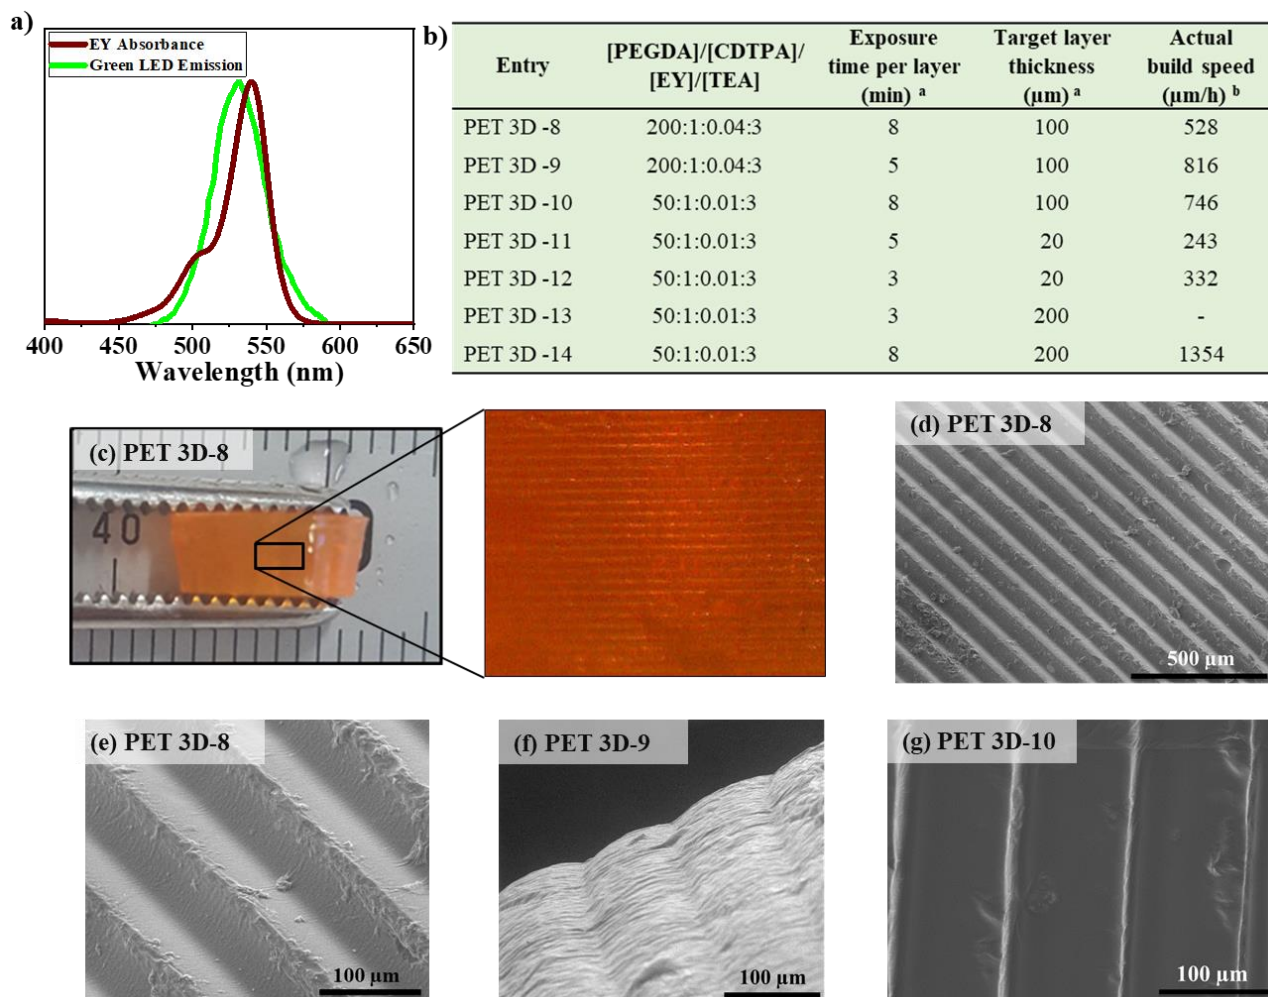 a)
EY Absorbance
Green LED Emission
400 450 500 550 600 650
Wavelength (nm)
b)
Entry [PEGDA]/[CDTPA]/[EY]/[TEA] Exposure time per layer (min) a Target layer thickness (μm) a Actual build speed (μm/h) b
PET 3D -8 200:1:0.04:3 8 100 528
PET 3D -9 200:1:0.04:3 5 100 816
PET 3D -10 50:1:0.01:3 8 100 746
PET 3D -11 50:1:0.01:3 5 20 243
PET 3D -12 50:1:0.01:3 3 20 332
PET 3D -13 50:1:0.01:3 3 200 -
PET 3D -14 50:1:0.01:3 8 200 1354
(c) PET 3D-8
40
(d) PET 3D-8
500 μm
(e) PET 3D-8
100 μm
(f) PET 3D-9
100 μm
(g) PET 3D-10
100 μm